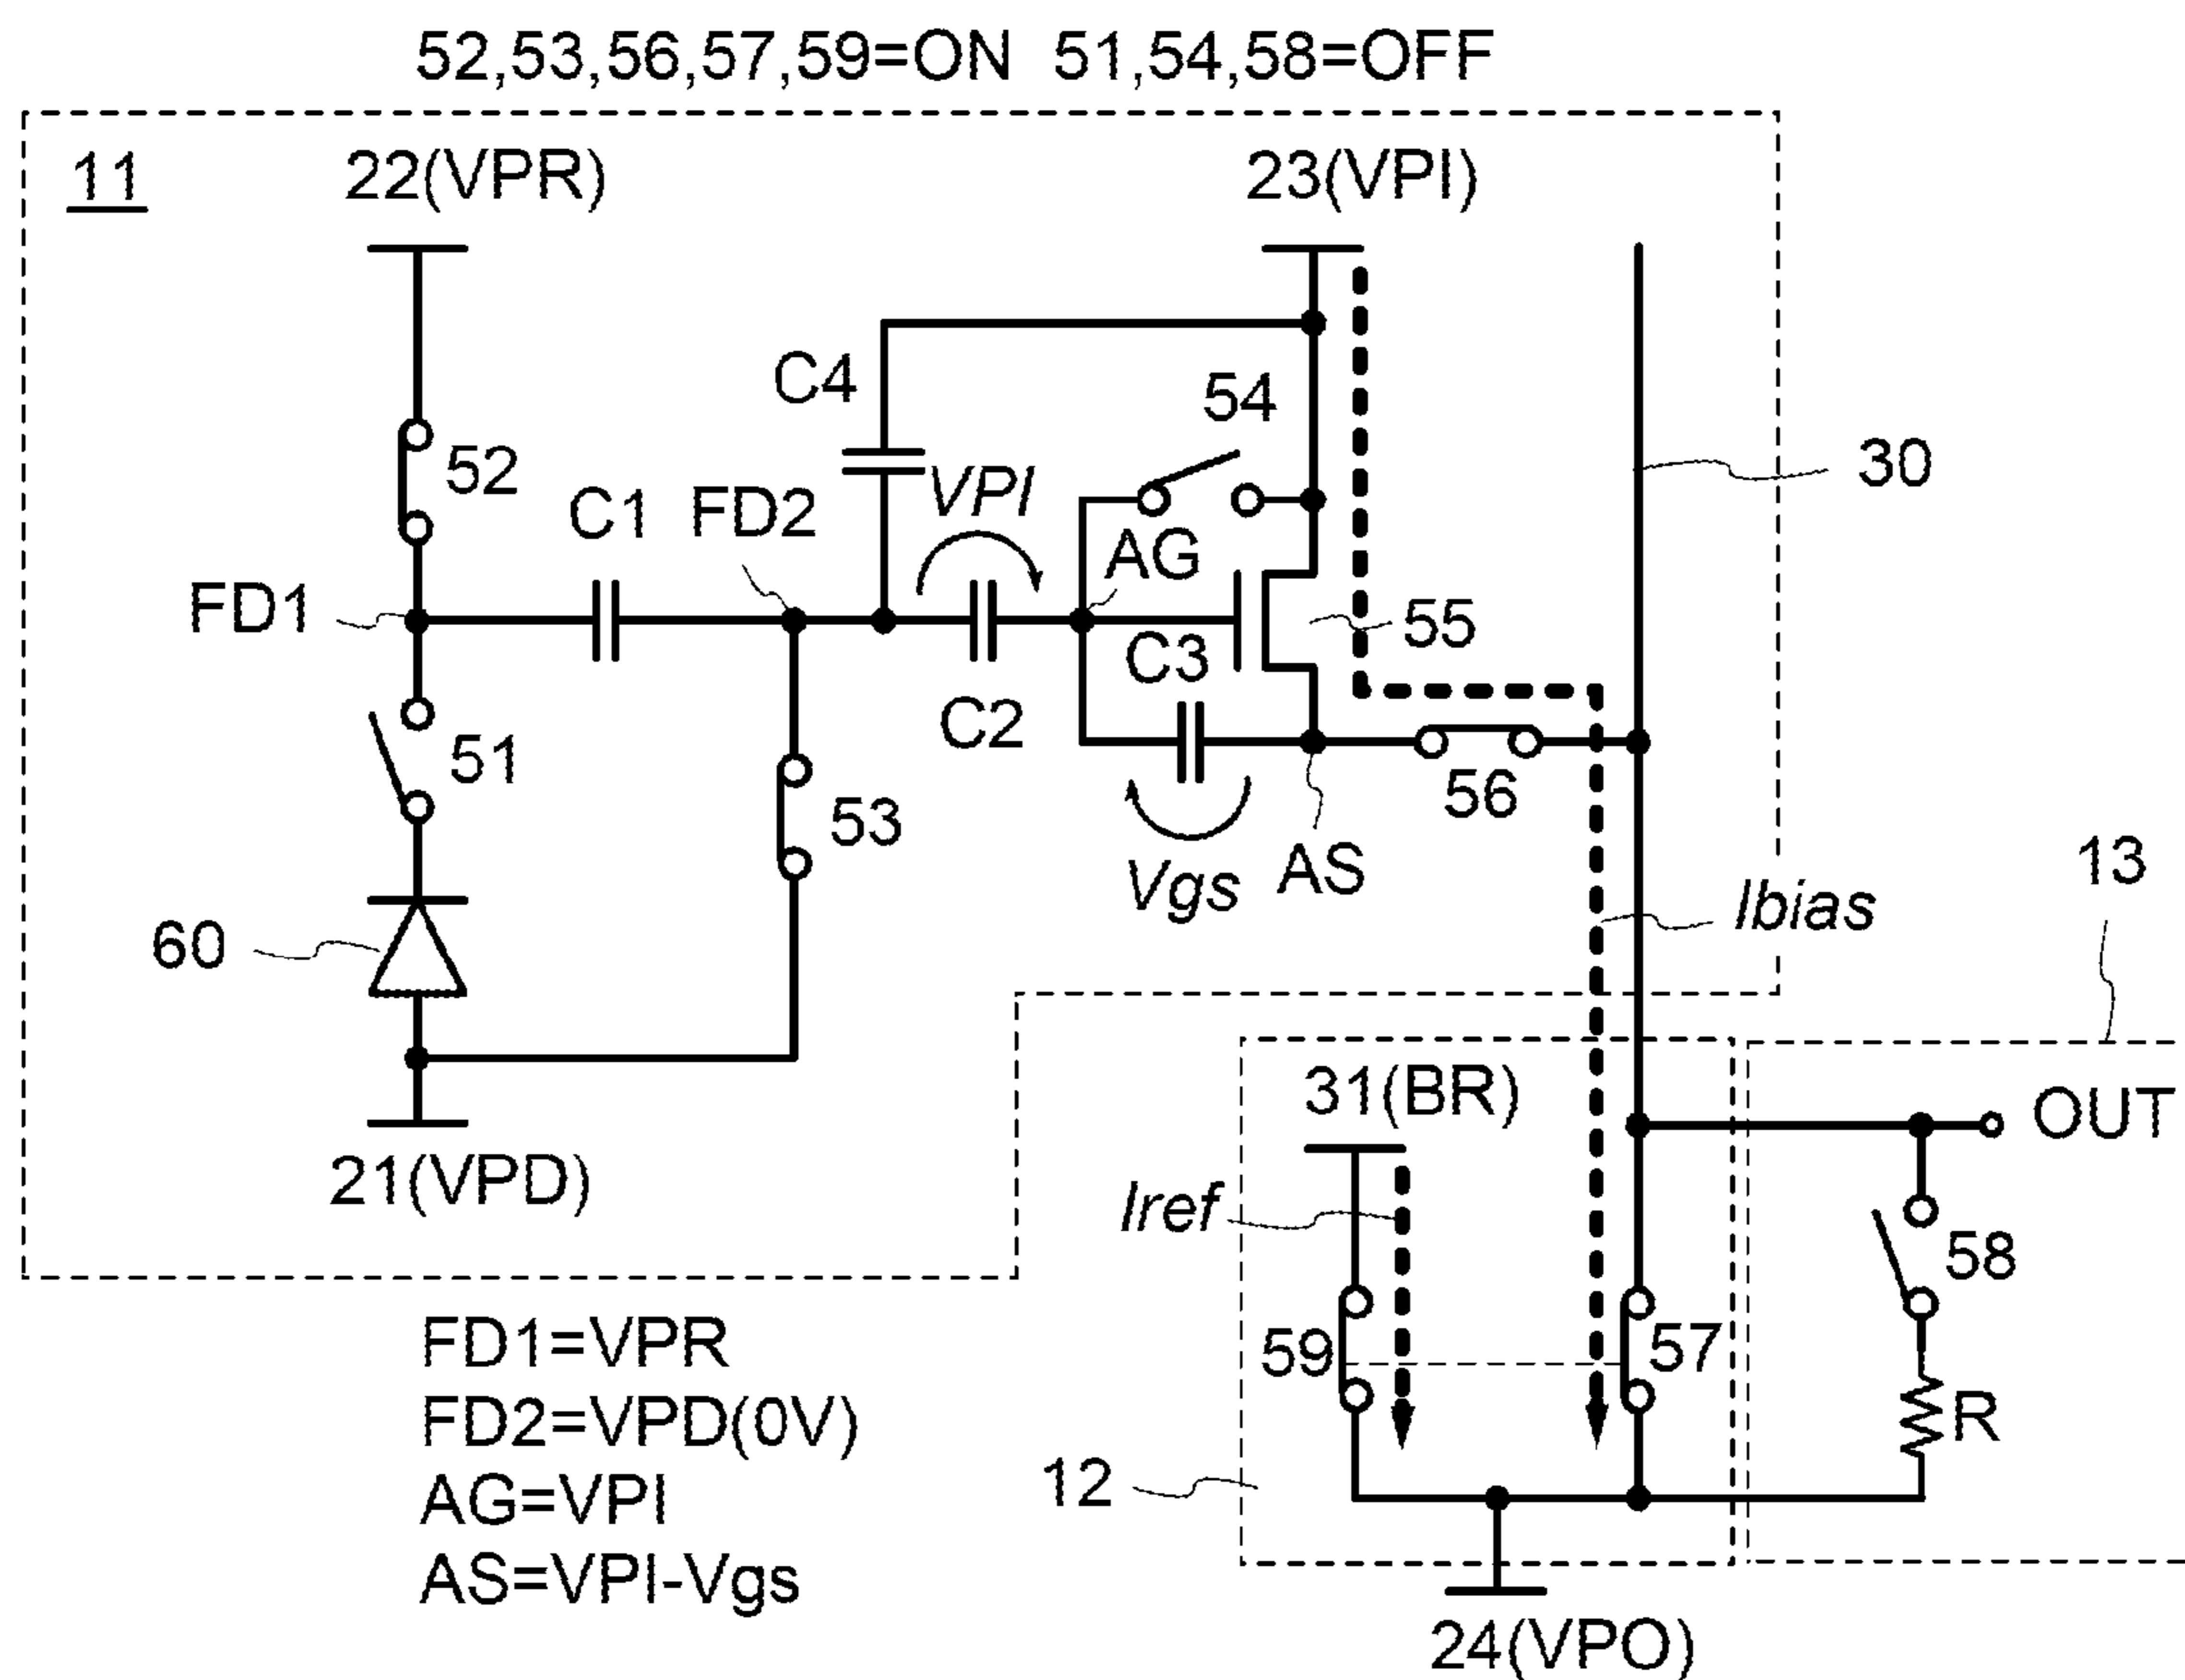 52,53,56,57,59=ON 51,54,58=OFF
11
22(VPR)
23(VPI)
C4
54
52
VPI
30
C1
FD2
AG
FD1
55
C3
C2
51
56
53
13
Vgs
AS
Ibias
60
31(BR)
OUT
21(VPD)
Iref
58
FD1=VPR
59
57
FD2=VPD(0V)
R
12
AG=VPI
AS=VPI-Vgs
24(VPO)